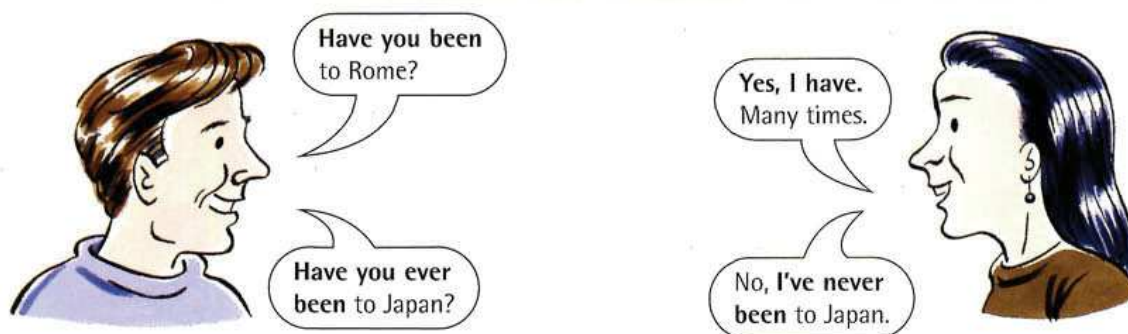 Have you been
to Rome?
Yes, I have.
Many times.
Have you ever
been to Japan?
No, I've never
been to Japan.